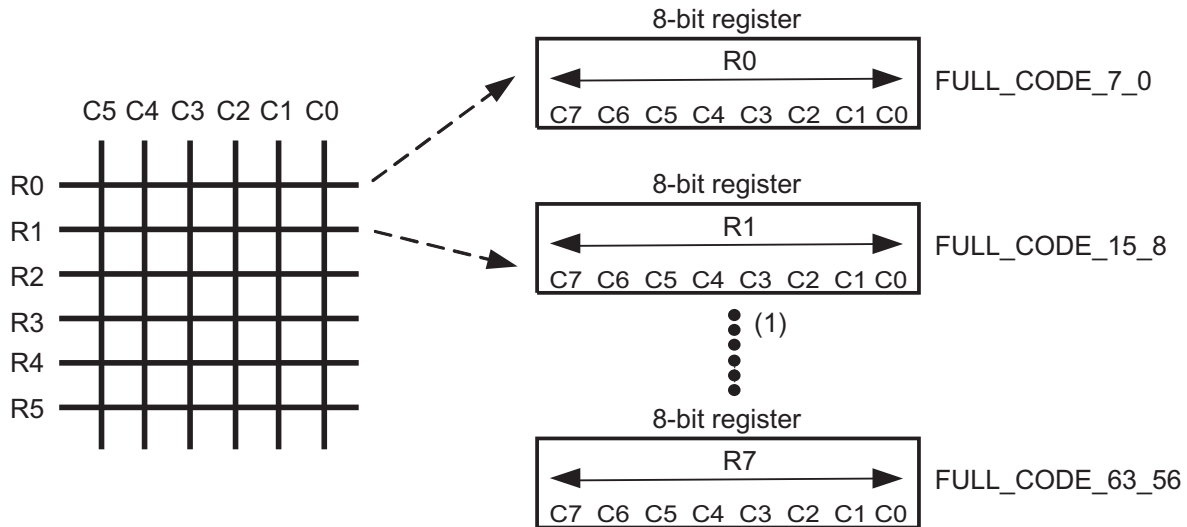 C5 C4 C3 C2 C1 C0
R0
R1
R2
R3
R4
R5
8-bit register
R0
C7 C6 C5 C4 C3 C2 C1 C0
FULL_CODE_7_0
8-bit register
R1
C7 C6 C5 C4 C3 C2 C1 C0
FULL_CODE_15_8
(1)
8-bit register
R7
C7 C6 C5 C4 C3 C2 C1 C0
FULL_CODE_63_56